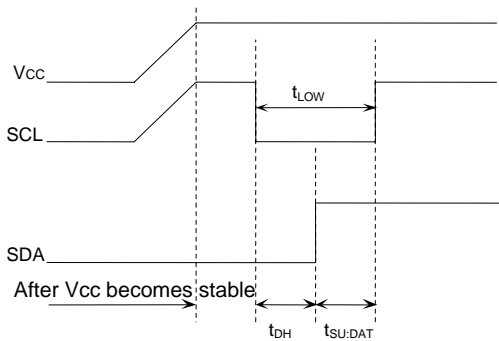 Vcc
tLOW
SCL
SDA
After Vcc becomes stable
tDH
tSU:DAT